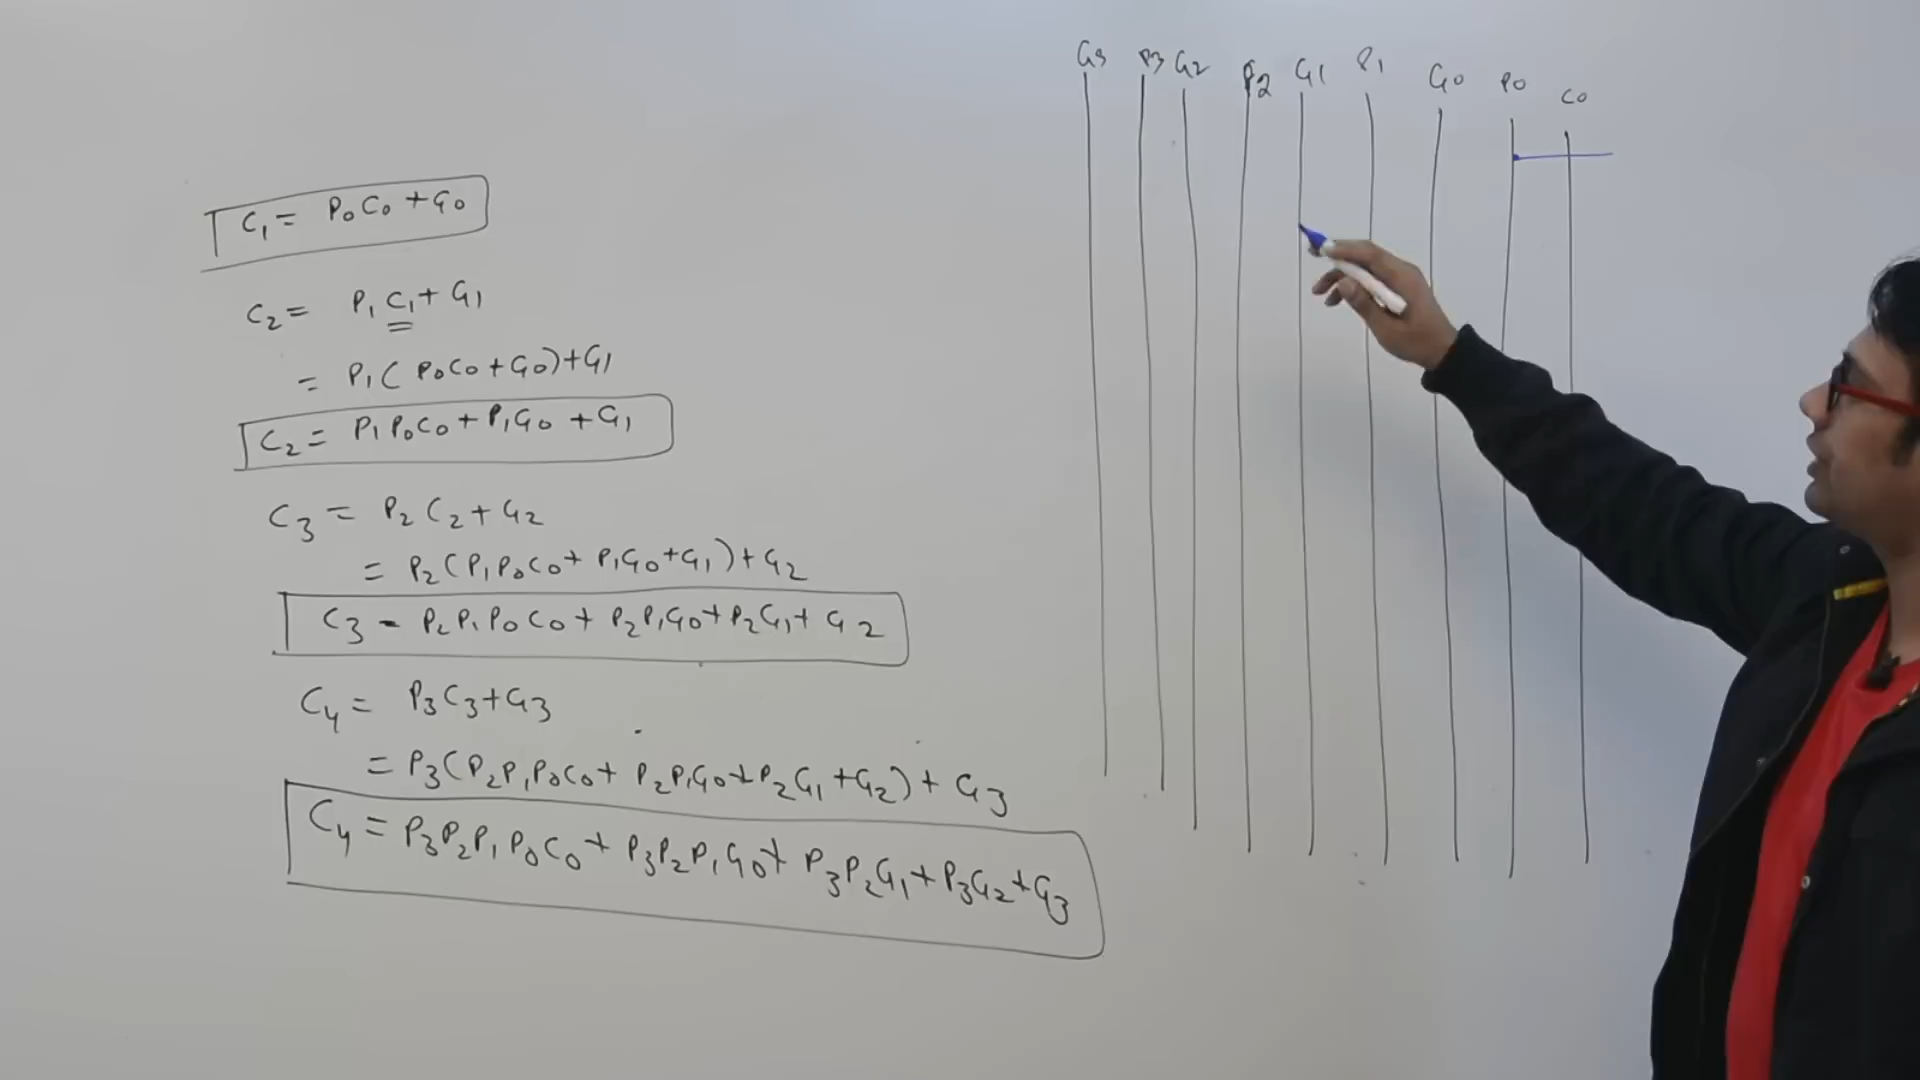 G3 P3 G2 P2 G1 P1 G0 P0 C0
C₁ = P₀C₀ + G₀
C₂ = P₁C₁ + G₁
= P₁(P₀C₀ + G₀) + G₁
C₂ = P₁P₀C₀ + P₁G₀ + G₁
C₃ = P₂C₂ + G₂
= P₂(P₁P₀C₀ + P₁G₀ + G₁) + G₂
C₃ - P₂P₁P₀C₀ + P₂P₁G₀ + P₂G₁ + G₂
C₄ = P₃C₃ + G₃
= P₃(P₂P₁P₀C₀ + P₂P₁G₀ + P₂G₁ + G₂) + G₃
C₄ = P₃P₂P₁P₀C₀ + P₃P₂P₁G₀ + P₃P₂G₁ + P₃G₂ + G₃